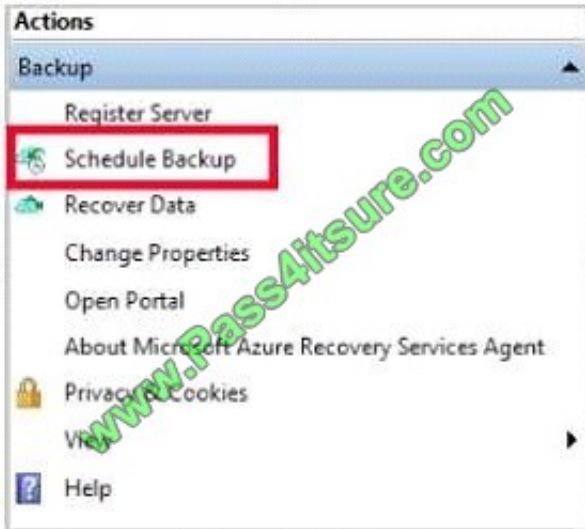 Actions
Backup
Register Server
Schedule Backup
Recover Data
Change Properties
Open Portal
About Microsoft Azure Recovery Services Agent
Privacy & Cookies
View
Help
www.Pass4itsure.com